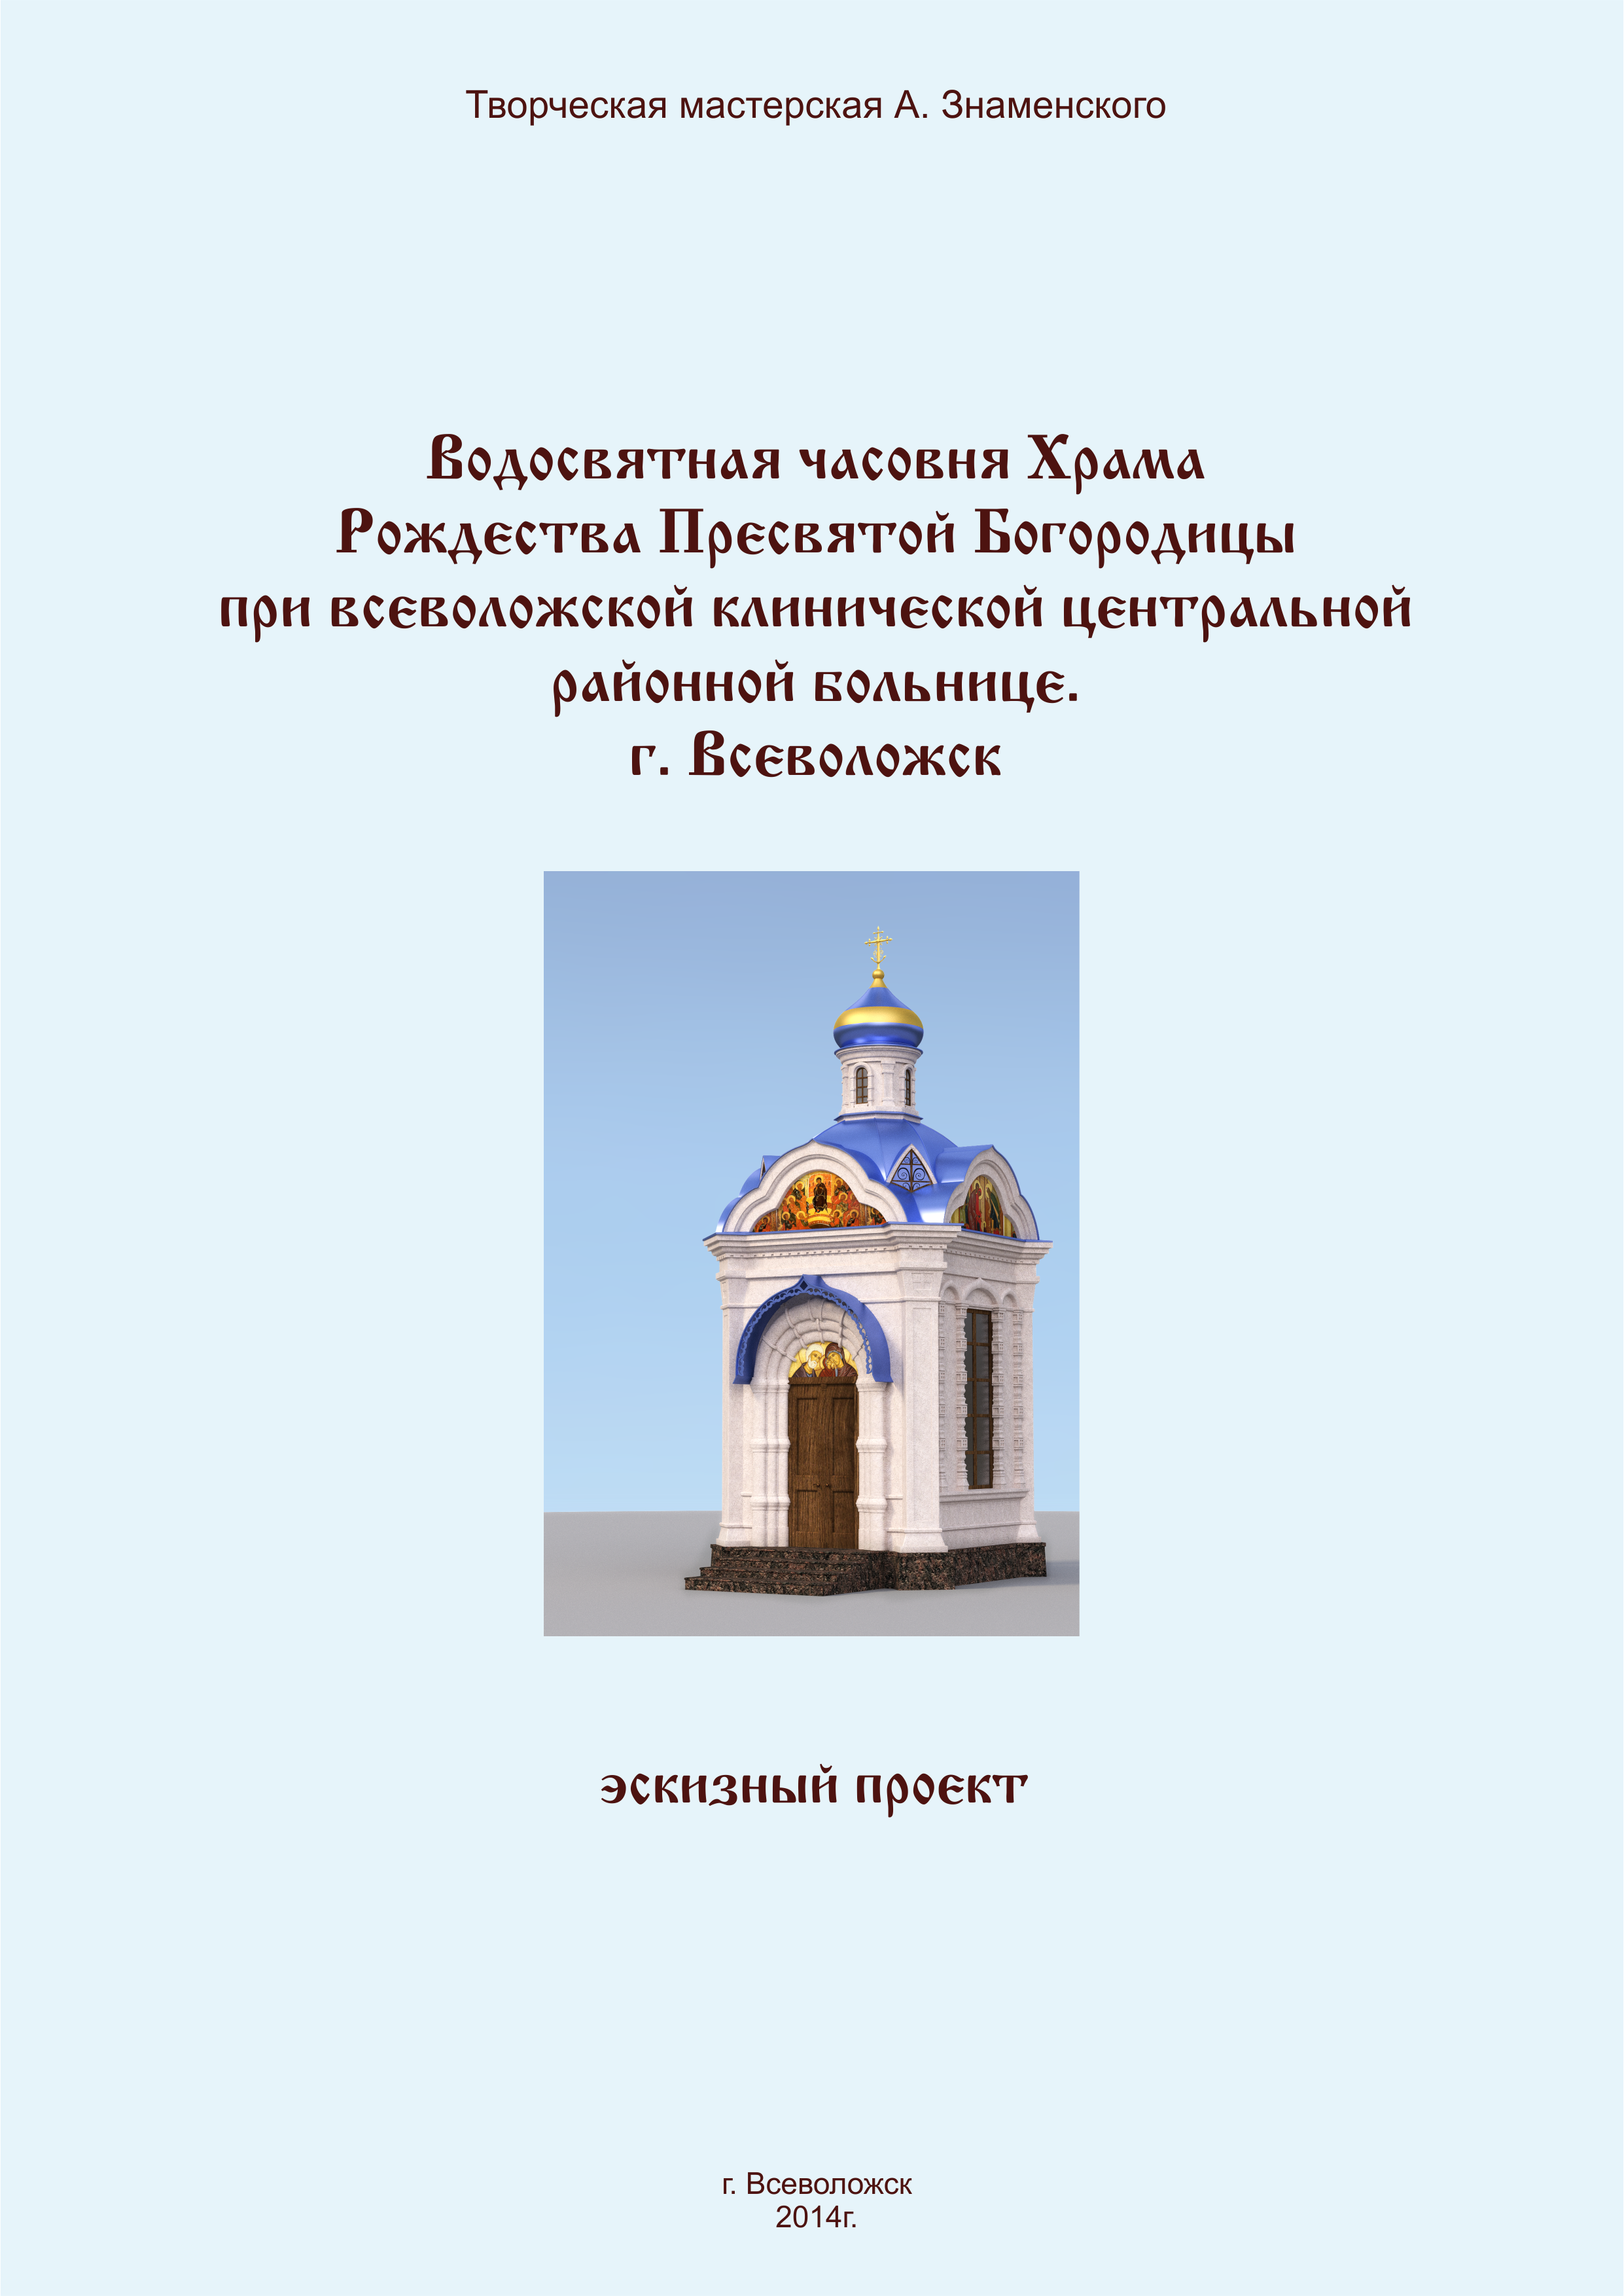 Творческая мастерская А. Знаменского
Водосвятная часовня Храма
Рождества Пресвятой Богородицы
при всеволожской клинической центральной
районной больнице.
г. Всеволожск
эскизный проект
г. Всеволожск
2014г.